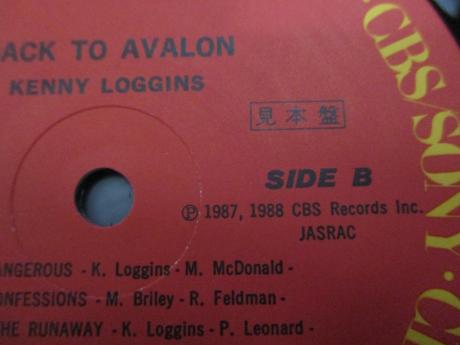 ACK TO AVALON
KENNY LOGGINS
見本盤
SIDE B
Ⓟ 1987, 1988 CBS Records Inc.
JASRAC
ANGEROUS - K. Loggins - M. McDonald -
ONFESSIONS - M. Briley - R. Feldman -
HE RUNAWAY - K. Loggins - P. Leonard -
CBS/SONY · C